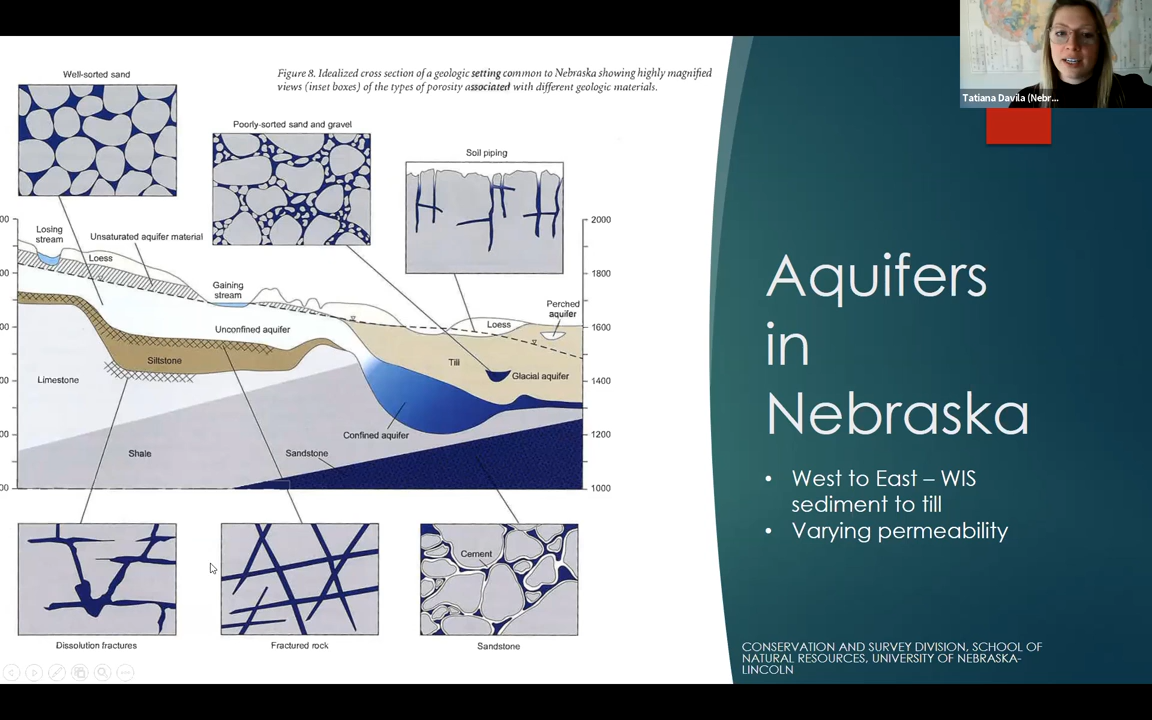 Tatiana Davila (Nebr...
Figure 8. Idealized cross section of a geologic setting common to Nebraska showing highly magnified
views (inset boxes) of the types of porosity associated with different geologic materials.
Well-sorted sand
Poorly-sorted sand and gravel
Soil piping
Losing
stream
Unsaturated aquifer material
Loess
Gaining
stream
Unconfined aquifer
Siltstone
Limestone
Shale
Sandstone
Confined aquifer
Till
Glacial aquifer
Loess
Perched
aquifer
2000
1800
1600
1400
1200
1000
Cement
Dissolution fractures
Fractured rock
Sandstone
Aquifers
in
Nebraska
• West to East – WIS
sediment to till
• Varying permeability
CONSERVATION AND SURVEY DIVISION, SCHOOL OF
NATURAL RESOURCES, UNIVERSITY OF NEBRASKA-
LINCOLN